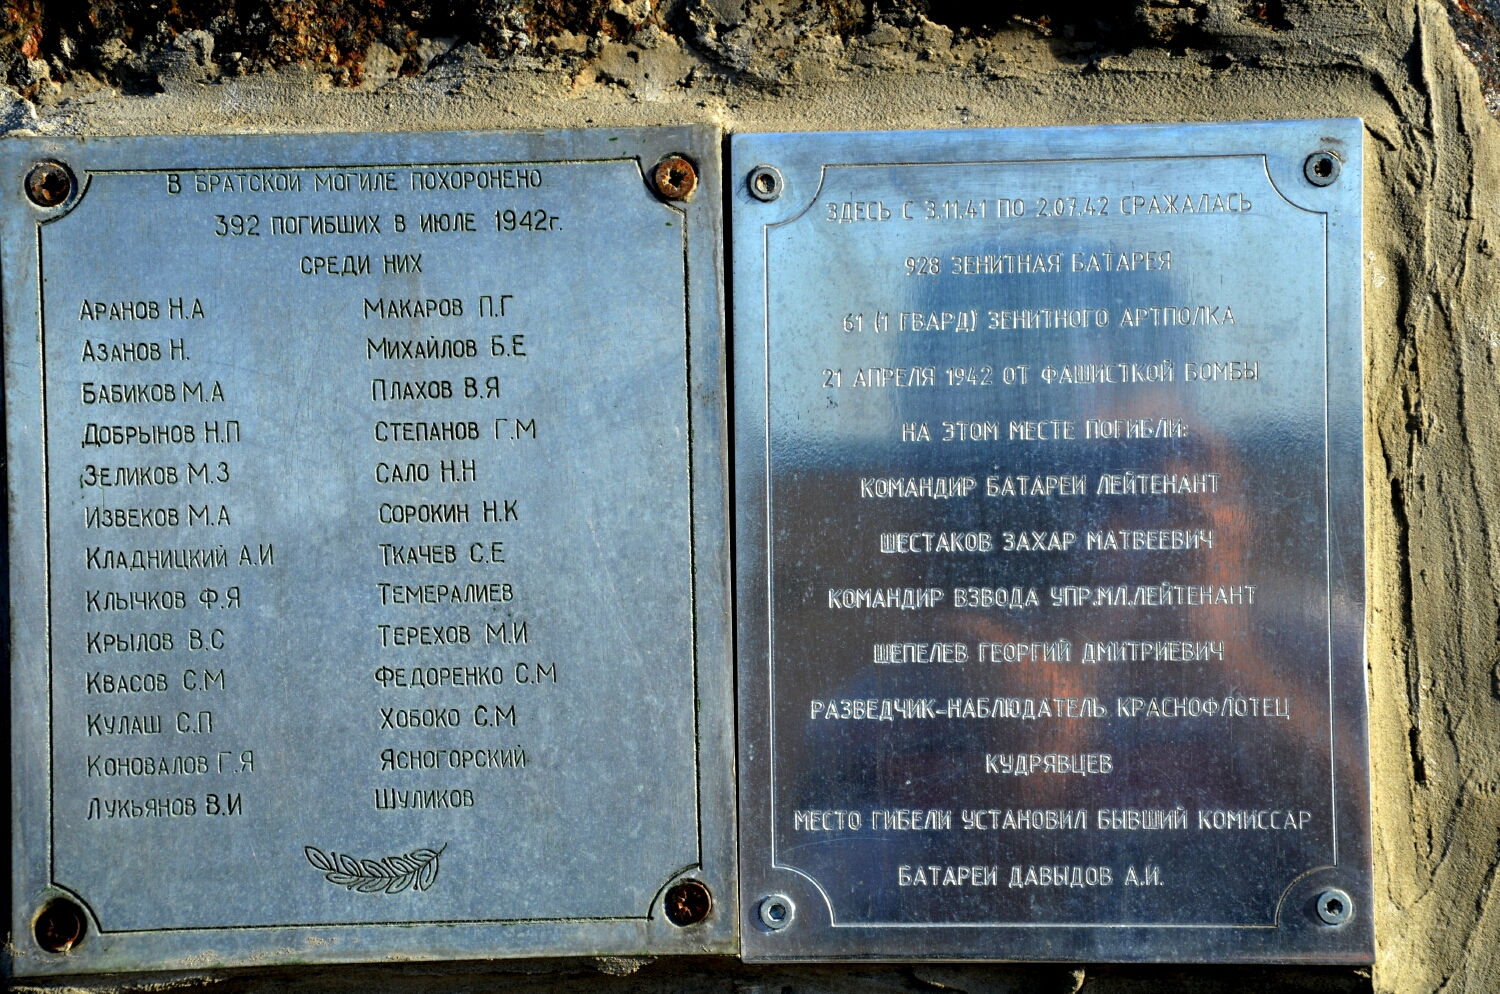 В БРАТСКОЙ МОГИЛЕ ПОХОРОНЕНО
392 ПОГИБШИХ В ИЮЛЕ 1942г.
СРЕДИ НИХ
АРАНОВ Н.А
АЗАНОВ Н.
БАБИКОВ М.А
ДОБРЫНОВ Н.П
ЗЕЛИКОВ М.З
ИЗВЕКОВ М.А
КЛАДНИЦКИЙ А.И
КЛЫЧКОВ Ф.Я
КРЫЛОВ В.С
КВАСОВ С.М
КУЛАШ С.П
КОНОВАЛОВ Г.Я
ЛУКЬЯНОВ В.И
МАКАРОВ П.Г
МИХАЙЛОВ Б.Е
ПЛАХОВ В.Я
СТЕПАНОВ Г.М
САЛО Н.Н
СОРОКИН Н.К
ТКАЧЕВ С.Е
ТЕМЕРАЛИЕВ
ТЕРЕХОВ М.И
ФЕДОРЕНКО С.М
ХОБОКО С.М
ЯСНОГОРСКИЙ
ШУЛИКОВ
ЗДЕСЬ С 3.11.41 ПО 2.07.42 СРАЖАЛАСЬ
928 ЗЕНИТНАЯ БАТАРЕЯ
61 (1 ГВАРД) ЗЕНИТНОГО АРТПОЛКА
21 АПРЕЛЯ 1942 ОТ ФАШИСТКОЙ БОМБЫ
НА ЭТОМ МЕСТЕ ПОГИБЛИ:
КОМАНДИР БАТАРЕИ ЛЕЙТЕНАНТ
ШЕСТАКОВ ЗАХАР МАТВЕЕВИЧ
КОМАНДИР ВЗВОДА УПР.МЛ.ЛЕЙТЕНАНТ
ШЕПЕЛЕВ ГЕОРГИЙ ДМИТРИЕВИЧ
РАЗВЕДЧИК-НАБЛЮДАТЕЛЬ КРАСНОФЛОТЕЦ
КУДРЯВЦЕВ
МЕСТО ГИБЕЛИ УСТАНОВИЛ БЫВШИЙ КОМИССАР
БАТАРЕИ ДАВЫДОВ А.И.